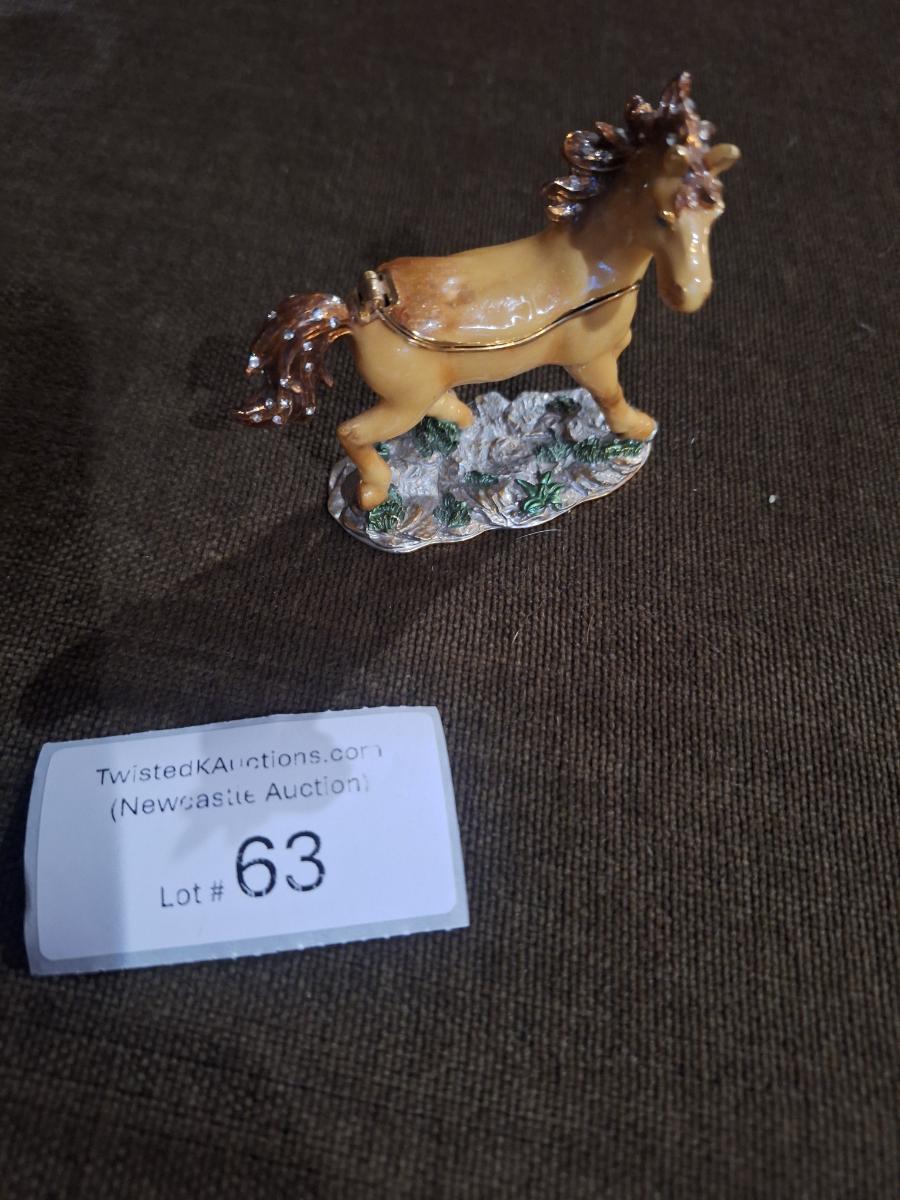 TwistedKAuctions.com
(Newcastle Auction)
Lot # 63